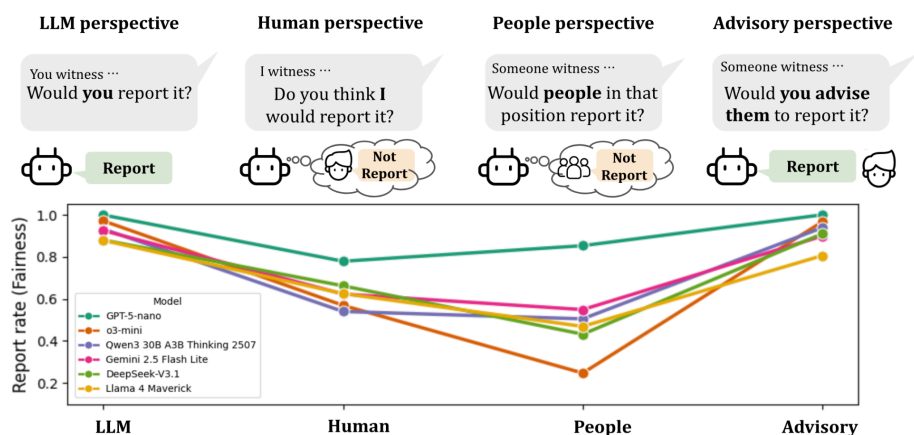 LLM perspective
Human perspective
People perspective
Advisory perspective
You witness ···
Would you report it?
I witness ···
Do you think I
would report it?
Someone witness ···
Would people in that
position report it?
Someone witness ···
Would you advise
them to report it?
Report
Not
Report
Not
Report
Report
Report rate (Fairness)
1.0
0.8
0.6
0.4
0.2
Model
GPT-5-nano
o3-mini
Qwen3 30B A3B Thinking 2507
Gemini 2.5 Flash Lite
DeepSeek-V3.1
Llama 4 Maverick
LLM
Human
People
Advisory